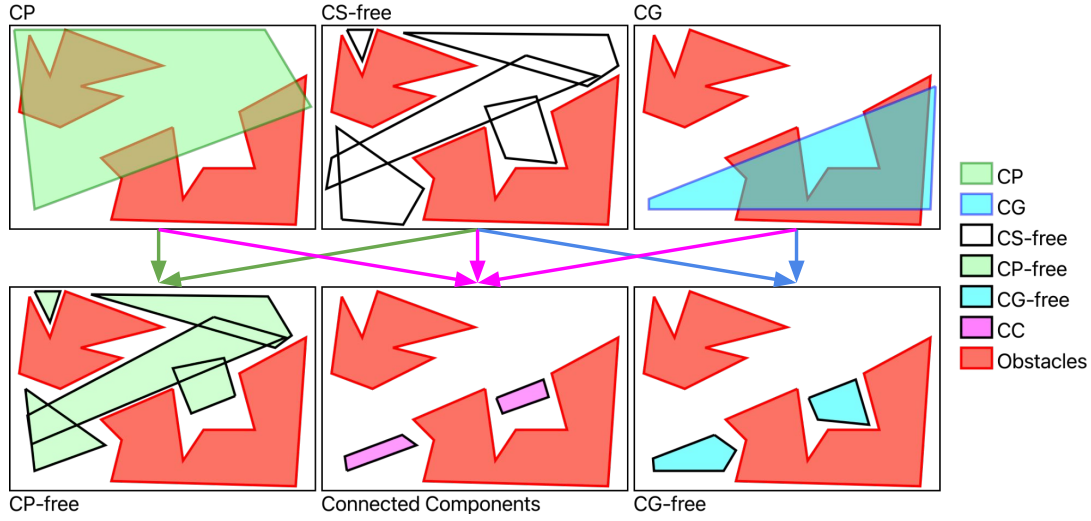 CP
CS-free
CG
CP
CG
CS-free
CP-free
CG-free
CC
Obstacles
CP-free
Connected Components
CG-free